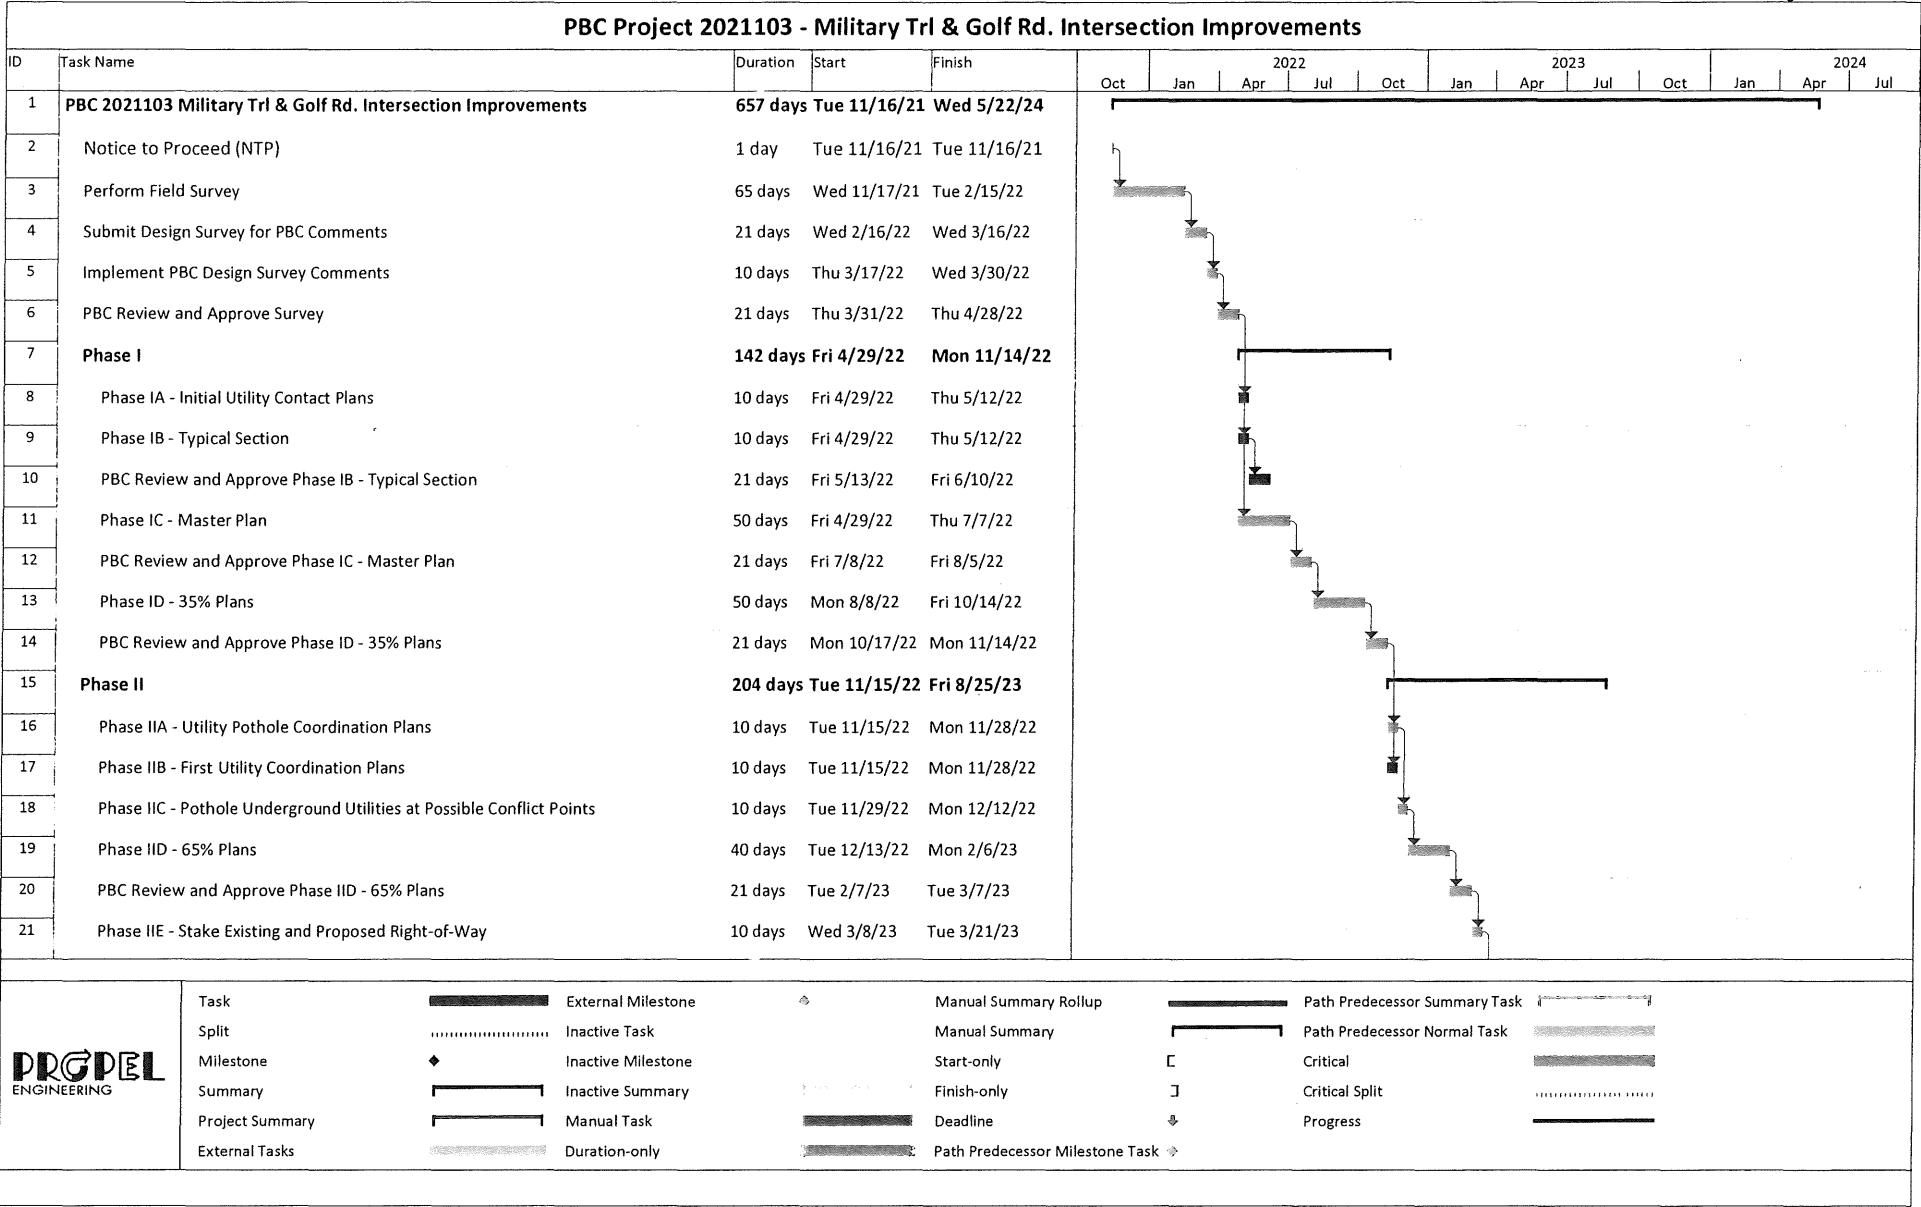 PBC Project 2021103 - Military Trl & Golf Rd. Intersection Improvements
ID Task Name Duration Start Finish 2022 2023 2024
Oct Jan Apr Jul Oct Jan Apr Jul Oct Jan Apr Jul
1 PBC 2021103 Military Trl & Golf Rd. Intersection Improvements 657 days Tue 11/16/21 Wed 5/22/24
2 Notice to Proceed (NTP) 1 day Tue 11/16/21 Tue 11/16/21
3 Perform Field Survey 65 days Wed 11/17/21 Tue 2/15/22
4 Submit Design Survey for PBC Comments 21 days Wed 2/16/22 Wed 3/16/22
5 Implement PBC Design Survey Comments 10 days Thu 3/17/22 Wed 3/30/22
6 PBC Review and Approve Survey 21 days Thu 3/31/22 Thu 4/28/22
7 Phase I 142 days Fri 4/29/22 Mon 11/14/22
8 Phase IA - Initial Utility Contact Plans 10 days Fri 4/29/22 Thu 5/12/22
9 Phase IB - Typical Section 10 days Fri 4/29/22 Thu 5/12/22
10 PBC Review and Approve Phase IB - Typical Section 21 days Fri 5/13/22 Fri 6/10/22
11 Phase IC - Master Plan 50 days Fri 4/29/22 Thu 7/7/22
12 PBC Review and Approve Phase IC - Master Plan 21 days Fri 7/8/22 Fri 8/5/22
13 Phase ID - 35% Plans 50 days Mon 8/8/22 Fri 10/14/22
14 PBC Review and Approve Phase ID - 35% Plans 21 days Mon 10/17/22 Mon 11/14/22
15 Phase II 204 days Tue 11/15/22 Fri 8/25/23
16 Phase IIA - Utility Pothole Coordination Plans 10 days Tue 11/15/22 Mon 11/28/22
17 Phase IIB - First Utility Coordination Plans 10 days Tue 11/15/22 Mon 11/28/22
18 Phase IIC - Pothole Underground Utilities at Possible Conflict Points 10 days Tue 11/29/22 Mon 12/12/22
19 Phase IID - 65% Plans 40 days Tue 12/13/22 Mon 2/6/23
20 PBC Review and Approve Phase IID - 65% Plans 21 days Tue 2/7/23 Tue 3/7/23
21 Phase IIE - Stake Existing and Proposed Right-of-Way 10 days Wed 3/8/23 Tue 3/21/23
PROPEL
ENGINEERING
Task External Milestone Manual Summary Rollup Path Predecessor Summary Task
Split Inactive Task Manual Summary Path Predecessor Normal Task
Milestone Inactive Milestone Start-only Critical
Summary Inactive Summary Finish-only Critical Split
Project Summary Manual Task Deadline Progress
External Tasks Duration-only Path Predecessor Milestone Task